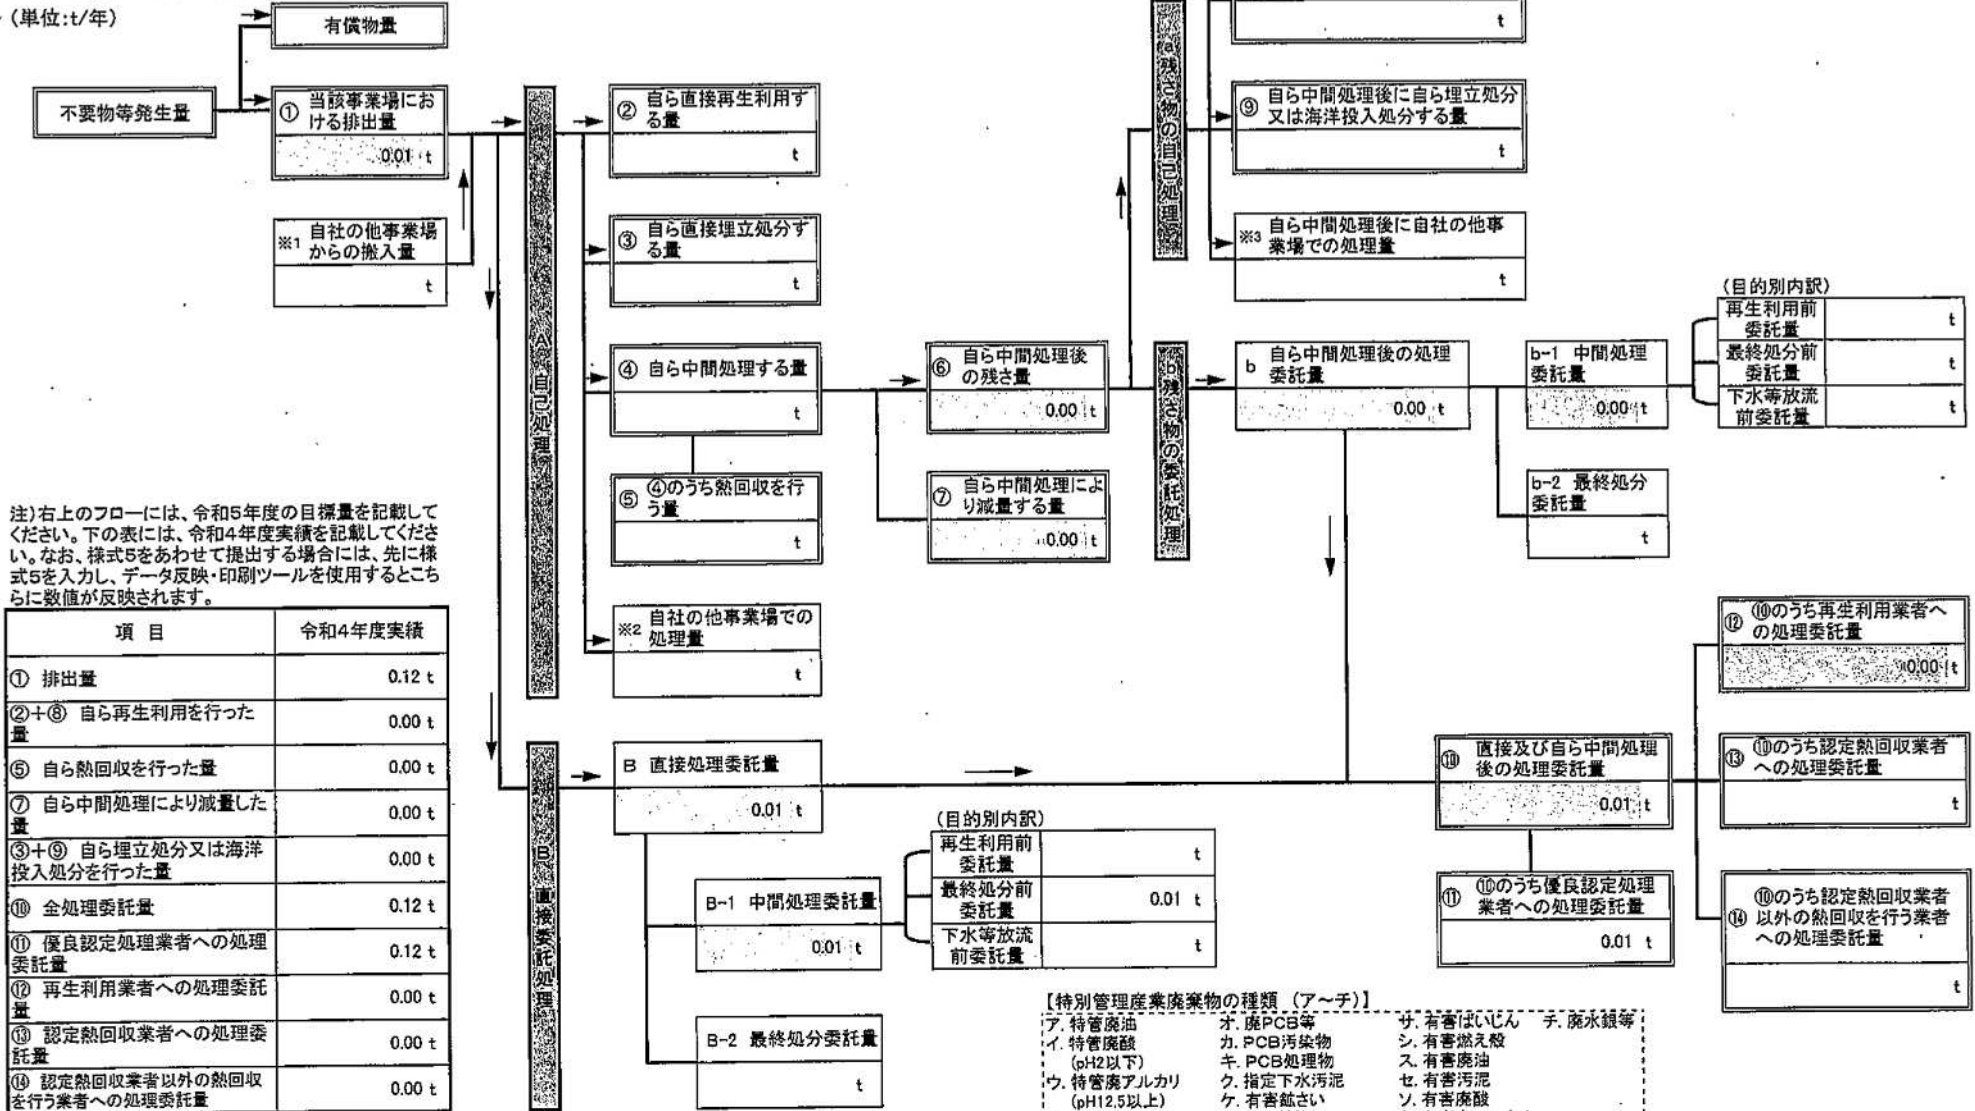 (単位:t/年)
有償物量
不要物等発生量
① 当該事業場にお
ける排出量
0.01 t
※1 自社の他事業場
からの搬入量
t
A 自己処理
② 自ら直接再生利用す
る量
t
③ 自ら直接埋立処分す
る量
t
④ 自ら中間処理する量
t
⑤ ④のうち熱回収を行
う量
t
※2 自社の他事業場での
処理量
t
⑥ 自ら中間処理後
の残さ量
0.00 t
⑦ 自ら中間処理によ
り減量する量
0.00 t
a 残さ物の自己処理
t
⑨ 自ら中間処理後に自ら埋立処分
又は海洋投入処分する量
t
※3 自ら中間処理後に自社の他事
業場での処理量
t
b 残さ物の委託処理
b 自ら中間処理後の処理
委託量
0.00 t
b-1 中間処理
委託量
0.00 t
(目的別内訳)
再生利用前
委託量
t
最終処分前
委託量
t
下水等放流
前委託量
t
b-2 最終処分
委託量
t
注)右上のフローには、令和5年度の目標量を記載して
ください。下の表には、令和4年度実績を記載してくださ
い。なお、様式5をあわせて提出する場合には、先に様
式5を入力し、データ反映・印刷ツールを使用するとこち
らに数値が反映されます。
項 目 令和4年度実績
① 排出量 0.12 t
②+⑧ 自ら再生利用を行った
量 0.00 t
⑤ 自ら熱回収を行った量 0.00 t
⑦ 自ら中間処理により減量した
量 0.00 t
③+⑨ 自ら埋立処分又は海洋
投入処分を行った量 0.00 t
⑩ 全処理委託量 0.12 t
⑪ 優良認定処理業者への処理
委託量 0.12 t
⑫ 再生利用業者への処理委託
量 0.00 t
⑬ 認定熱回収業者への処理委
託量 0.00 t
⑭ 認定熱回収業者以外の熱回収
を行う業者への処理委託量 0.00 t
B 直接委託処理
B 直接処理委託量
0.01 t
B-1 中間処理委託量
0.01 t
(目的別内訳)
再生利用前
委託量
t
最終処分前
委託量
0.01 t
下水等放流
前委託量
t
B-2 最終処分委託量
t
⑩ 直接及び自ら中間処理
後の処理委託量
0.01 t
⑪ ⑩のうち優良認定処理
業者への処理委託量
0.01 t
⑫ ⑩のうち再生利用業者へ
の処理委託量
0.00 t
⑬ ⑩のうち認定熱回収業者
への処理委託量
t
⑭ ⑩のうち認定熱回収業者
以外の熱回収を行う業者
への処理委託量
t
【特別管理産業廃棄物の種類 (ア～チ)】
ア. 特管廃油 オ. 廃PCB等 サ. 有害ばいじん チ. 廃水銀等
イ. 特管廃酸 カ. PCB汚染物 シ. 有害燃え殻
(pH2以下) キ. PCB処理物 ス. 有害廃油
ウ. 特管廃アルカリ ク. 指定下水汚泥 セ. 有害汚泥
(pH12.5以上) ケ. 有害鉱さい ソ. 有害廃酸